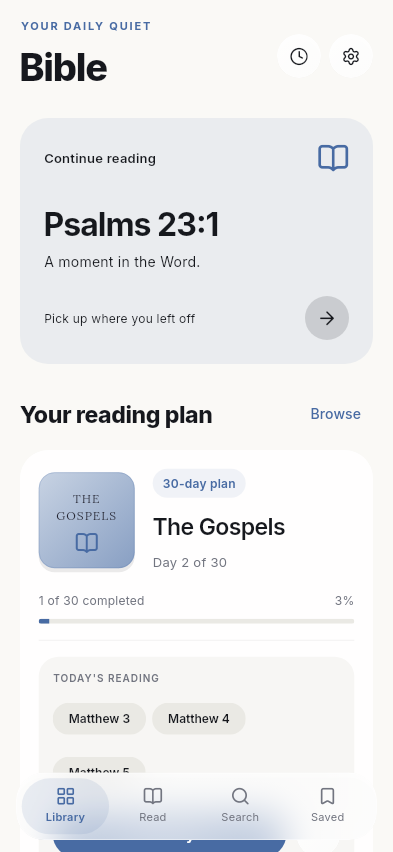 YOUR DAILY QUIET
Bible
Continue reading
Psalms 23:1
A moment in the Word.
Pick up where you left off
Your reading plan
Browse
THE
GOSPELS
30-day plan
The Gospels
Day 2 of 30
1 of 30 completed
3%
TODAY'S READING
Matthew 3
Matthew 4
Matthew 5
Library
Read
Search
Saved